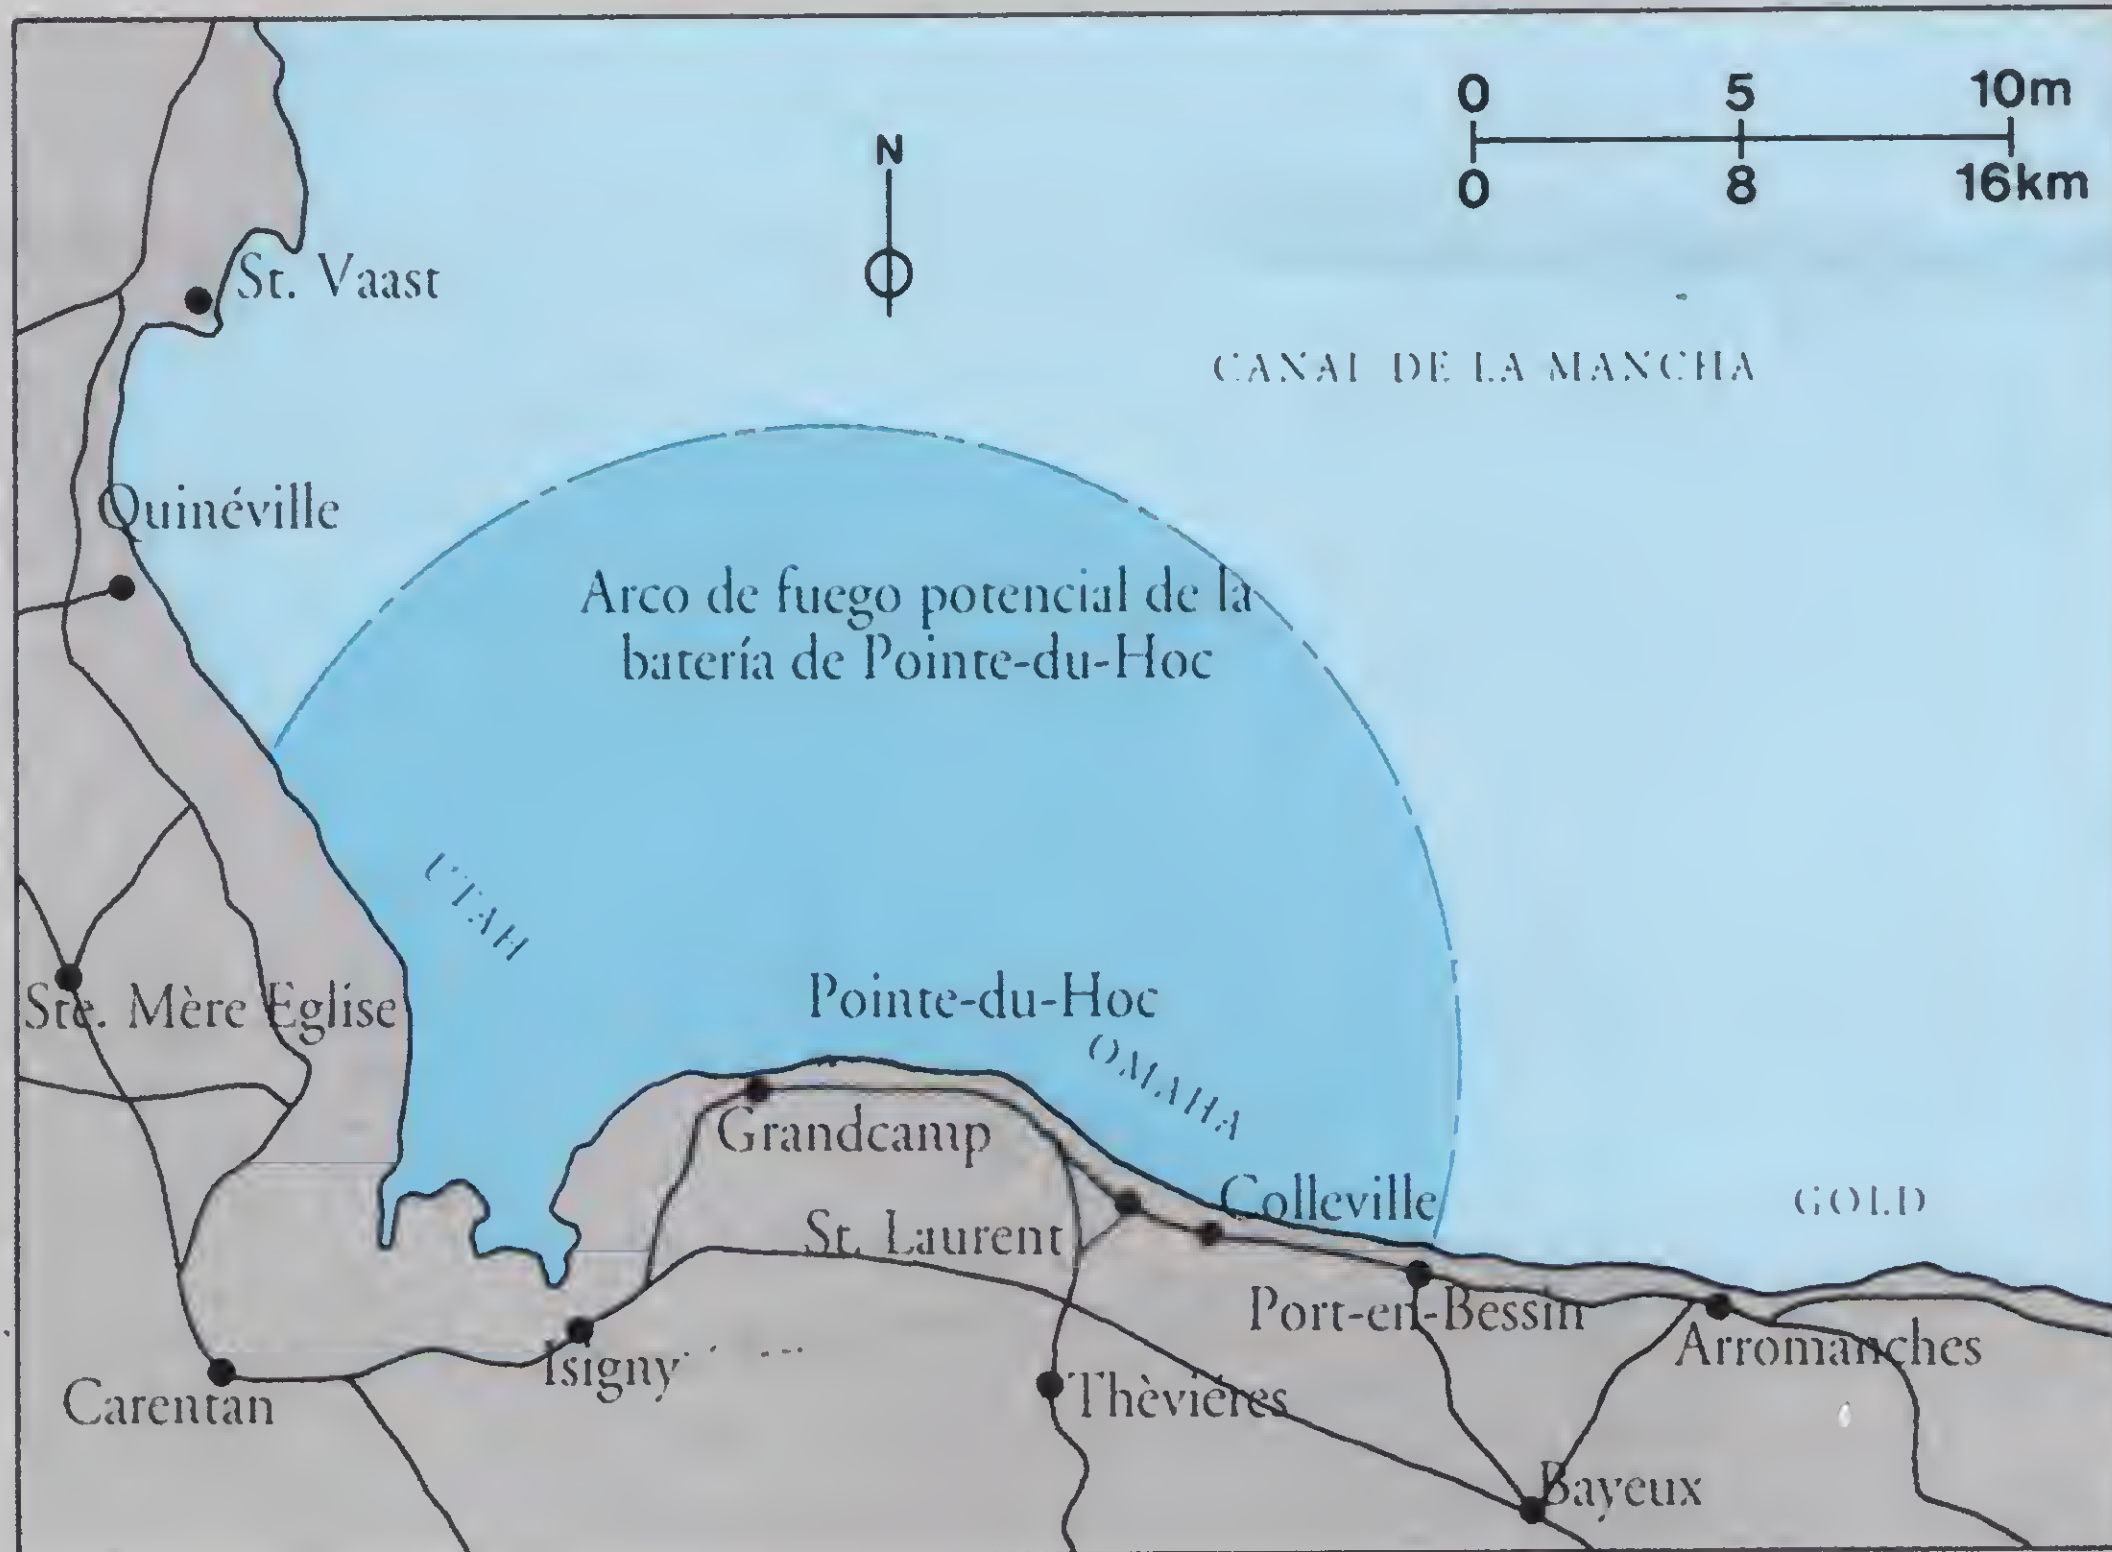 0 5 10m
0 8 16km
N
St. Vaast
CANAL DE LA MANCHA
Quinéville
Arco de fuego potencial de la
batería de Pointe-du-Hoc
UTAH
Ste. Mère Eglise
Pointe-du-Hoc
OMAHA
Grandcamp
Colleville
GOLD
St. Laurent
Port-en-Bessin
Arromanches
Isigny
Carentan
Thèviéres
Bayeux